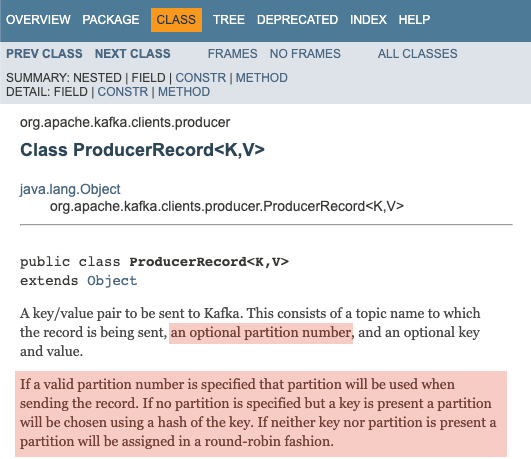 OVERVIEW PACKAGE CLASS TREE DEPRECATED INDEX HELP
PREV CLASS NEXT CLASS FRAMES NO FRAMES ALL CLASSES
SUMMARY: NESTED | FIELD | CONSTR | METHOD
DETAIL: FIELD | CONSTR | METHOD
org.apache.kafka.clients.producer
Class ProducerRecord<K,V>
java.lang.Object
org.apache.kafka.clients.producer.ProducerRecord<K,V>
public class ProducerRecord<K,V>
extends Object
A key/value pair to be sent to Kafka. This consists of a topic name to which
the record is being sent, an optional partition number, and an optional key
and value.
If a valid partition number is specified that partition will be used when
sending the record. If no partition is specified but a key is present a partition
will be chosen using a hash of the key. If neither key nor partition is present a
partition will be assigned in a round-robin fashion.